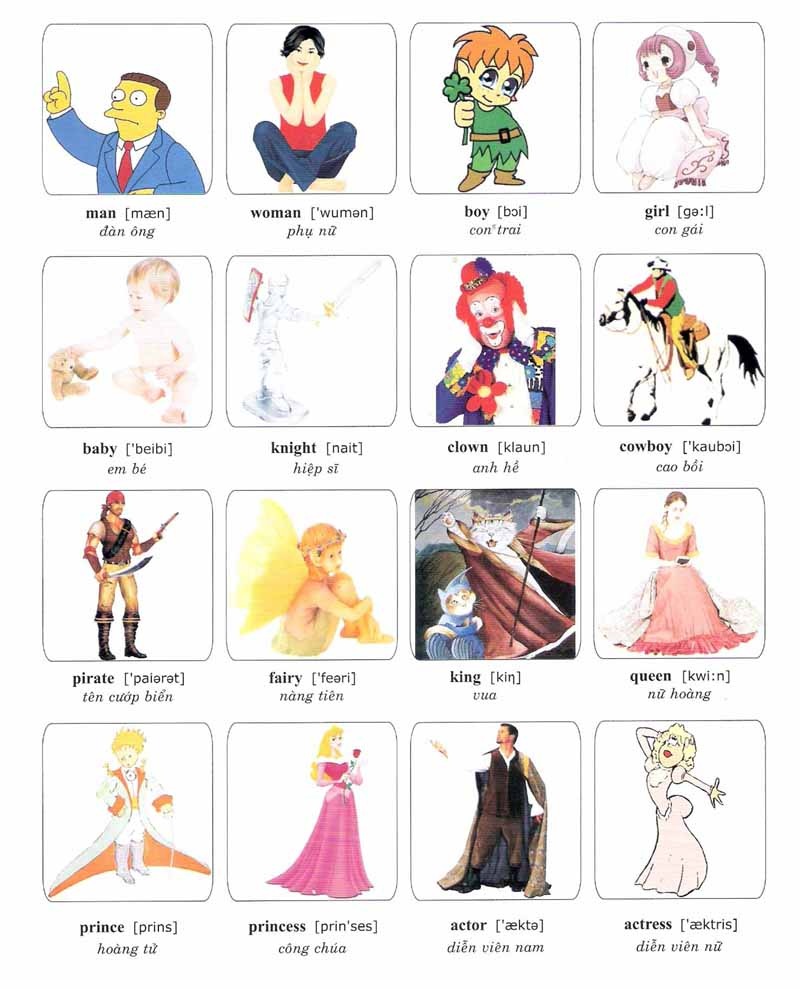 man [mæn]
đàn ông
woman ['wumən]
phụ nữ
boy [bɔi]
con trai
girl [gə:l]
con gái
baby ['beibi]
em bé
knight [nait]
hiệp sĩ
clown [klaun]
anh hề
cowboy ['kaubɔi]
cao bồi
pirate ['paiərət]
tên cướp biển
fairy ['feəri]
nàng tiên
king [kiŋ]
vua
queen [kwi:n]
nữ hoàng
prince [prins]
hoàng tử
princess [prin'ses]
công chúa
actor ['æktə]
diễn viên nam
actress ['æktris]
diễn viên nữ